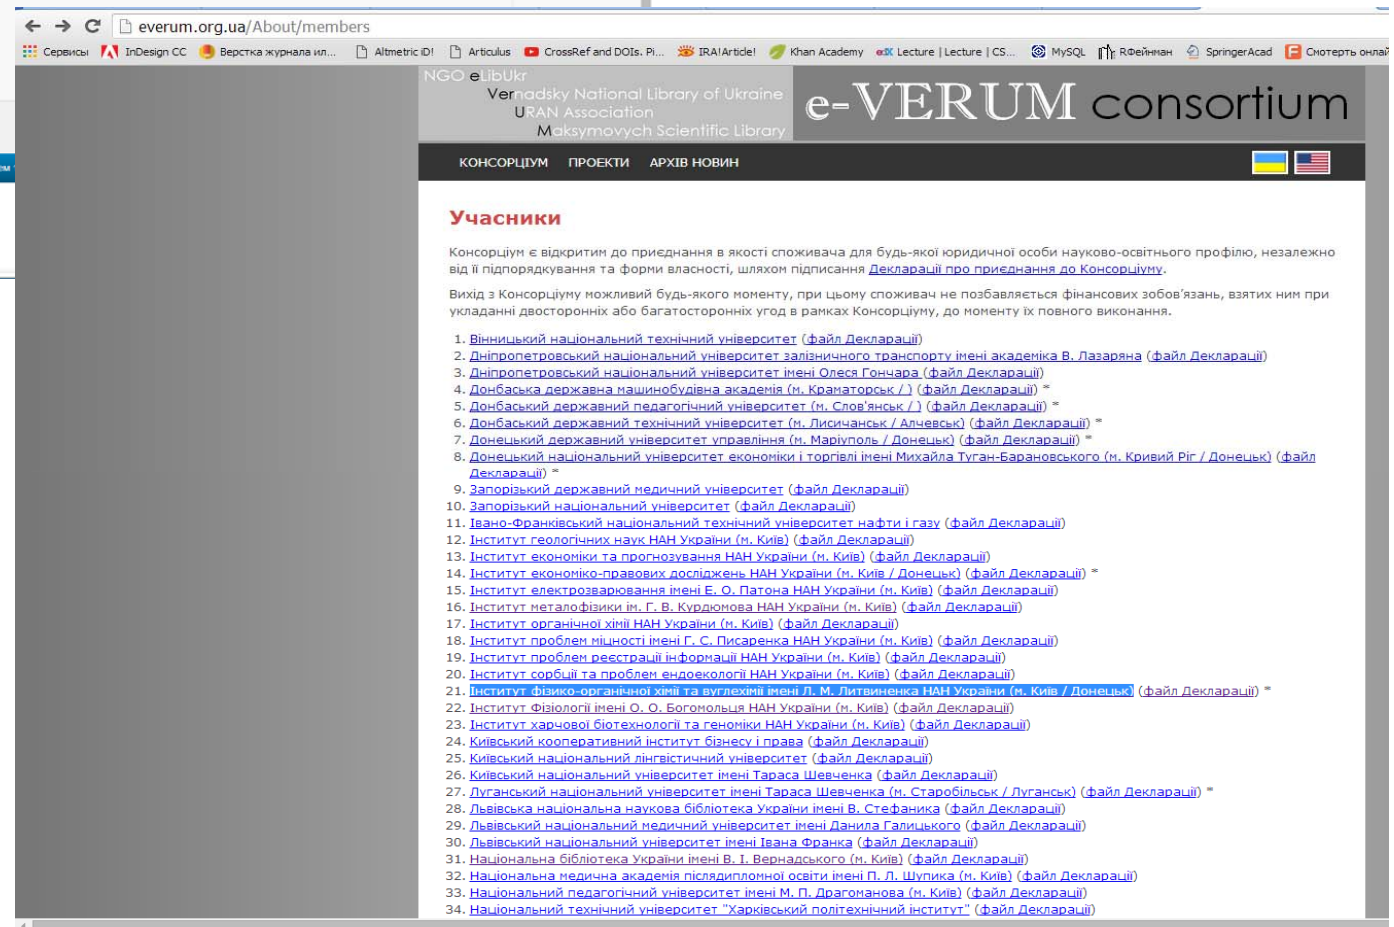 everum.org.ua/About/members
Сервисы InDesign CC Верстка журнала ил... Altmetric iD! Articulus CrossRef and DOIs. Pi... IRA!Article! Khan Academy edX Lecture | Lecture | CS... MySQL RФейнман SpringerAcad Смотерть онлай
NGO eLibUkr
Vernadsky National Library of Ukraine
URAN Association
Maksymovych Scientific Library
e-VERUM consortium
КОНСОРЦІУМ ПРОЕКТИ АРХІВ НОВИН
ем
Учасники
Консорціум є відкритим до приєднання в якості споживача для будь-якої юридичної особи науково-освітнього профілю, незалежно
від її підпорядкування та форми власності, шляхом підписання Декларації про приєднання до Консорціуму.
Вихід з Консорціуму можливий будь-якого моменту, при цьому споживач не позбавляється фінансових зобов'язань, взятих ним при
укладанні двосторонніх або багатосторонніх угод в рамках Консорціуму, до моменту їх повного виконання.
1. Вінницький національний технічний університет (файл Декларації)
2. Дніпропетровський національний університет залізничного транспорту імені академіка В. Лазаряна (файл Декларації)
3. Дніпропетровський національний університет імені Олеся Гончара (файл Декларації)
4. Донбаська державна машинобудівна академія (м. Краматорськ / ) (файл Декларації) *
5. Донбаський державний педагогічний університет (м. Слов'янськ / ) (файл Декларації) *
6. Донбаський державний технічний університет (м. Лисичанськ / Алчевськ) (файл Декларації) *
7. Донецький державний університет управління (м. Маріуполь / Донецьк) (файл Декларації) *
8. Донецький національний університет економіки і торгівлі імені Михайла Туган-Барановського (м. Кривий Ріг / Донецьк) (файл
Декларації) *
9. Запорізький державний медичний університет (файл Декларації)
10. Запорізький національний університет (файл Декларації)
11. Івано-Франківський національний технічний університет нафти і газу (файл Декларації)
12. Інститут геологічних наук НАН України (м. Київ) (файл Декларації)
13. Інститут економіки та прогнозування НАН України (м. Київ) (файл Декларації)
14. Інститут економіко-правових досліджень НАН України (м. Київ / Донецьк) (файл Декларації) *
15. Інститут електрозварювання імені Е. О. Патона НАН України (м. Київ) (файл Декларації)
16. Інститут металофізики ім. Г. В. Курдюмова НАН України (м. Київ) (файл Декларації)
17. Інститут органічної хімії НАН України (м. Київ) (файл Декларації)
18. Інститут проблем міцності імені Г. С. Писаренка НАН України (м. Київ) (файл Декларації)
19. Інститут проблем реєстрації інформації НАН України (м. Київ) (файл Декларації)
20. Інститут сорбції та проблем ендоекології НАН України (м. Київ) (файл Декларації)
21. Інститут фізико-органічної хімії та вуглехімії імені Л. М. Литвиненка НАН України (м. Київ / Донецьк) (файл Декларації) *
22. Інститут Фізіології імені О. О. Богомольця НАН України (м. Київ) (файл Декларації)
23. Інститут харчової біотехнології та геноміки НАН України (м. Київ) (файл Декларації)
24. Київський кооперативний інститут бізнесу і права (файл Декларації)
25. Київський національний лінгвістичний університет (файл Декларації)
26. Київський національний університет імені Тараса Шевченка (файл Декларації)
27. Луганський національний університет імені Тараса Шевченка (м. Старобільськ / Луганськ) (файл Декларації) *
28. Львівська національна наукова бібліотека України імені В. Стефаника (файл Декларації)
29. Львівський національний медичний університет імені Данила Галицького (файл Декларації)
30. Львівський національний університет імені Івана Франка (файл Декларації)
31. Національна бібліотека України імені В. І. Вернадського (м. Київ) (файл Декларації)
32. Національна медична академія післядипломної освіти імені П. Л. Шупика (м. Київ) (файл Декларації)
33. Національний педагогічний університет імені М. П. Драгоманова (м. Київ) (файл Декларації)
34. Національний технічний університет "Харківський політехнічний інститут" (файл Декларації)